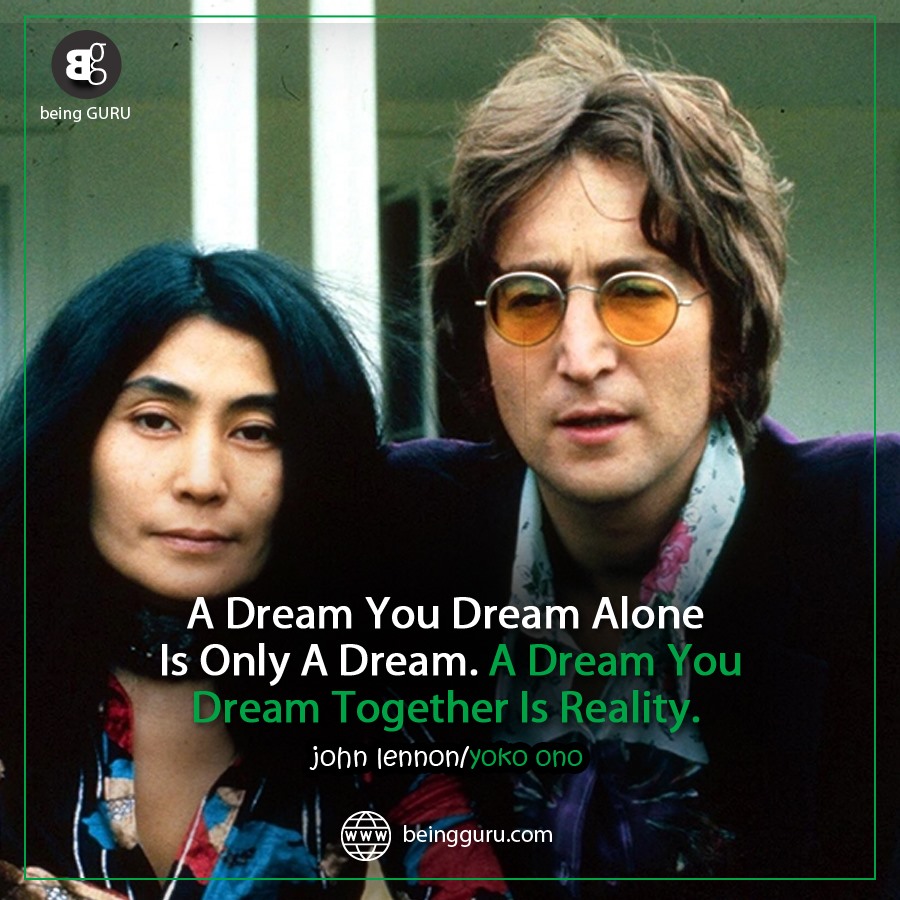 Bg
being GURU
A Dream You Dream Alone
Is Only A Dream. A Dream You
Dream Together Is Reality.
john lennon/yoko ono
www beingguru.com